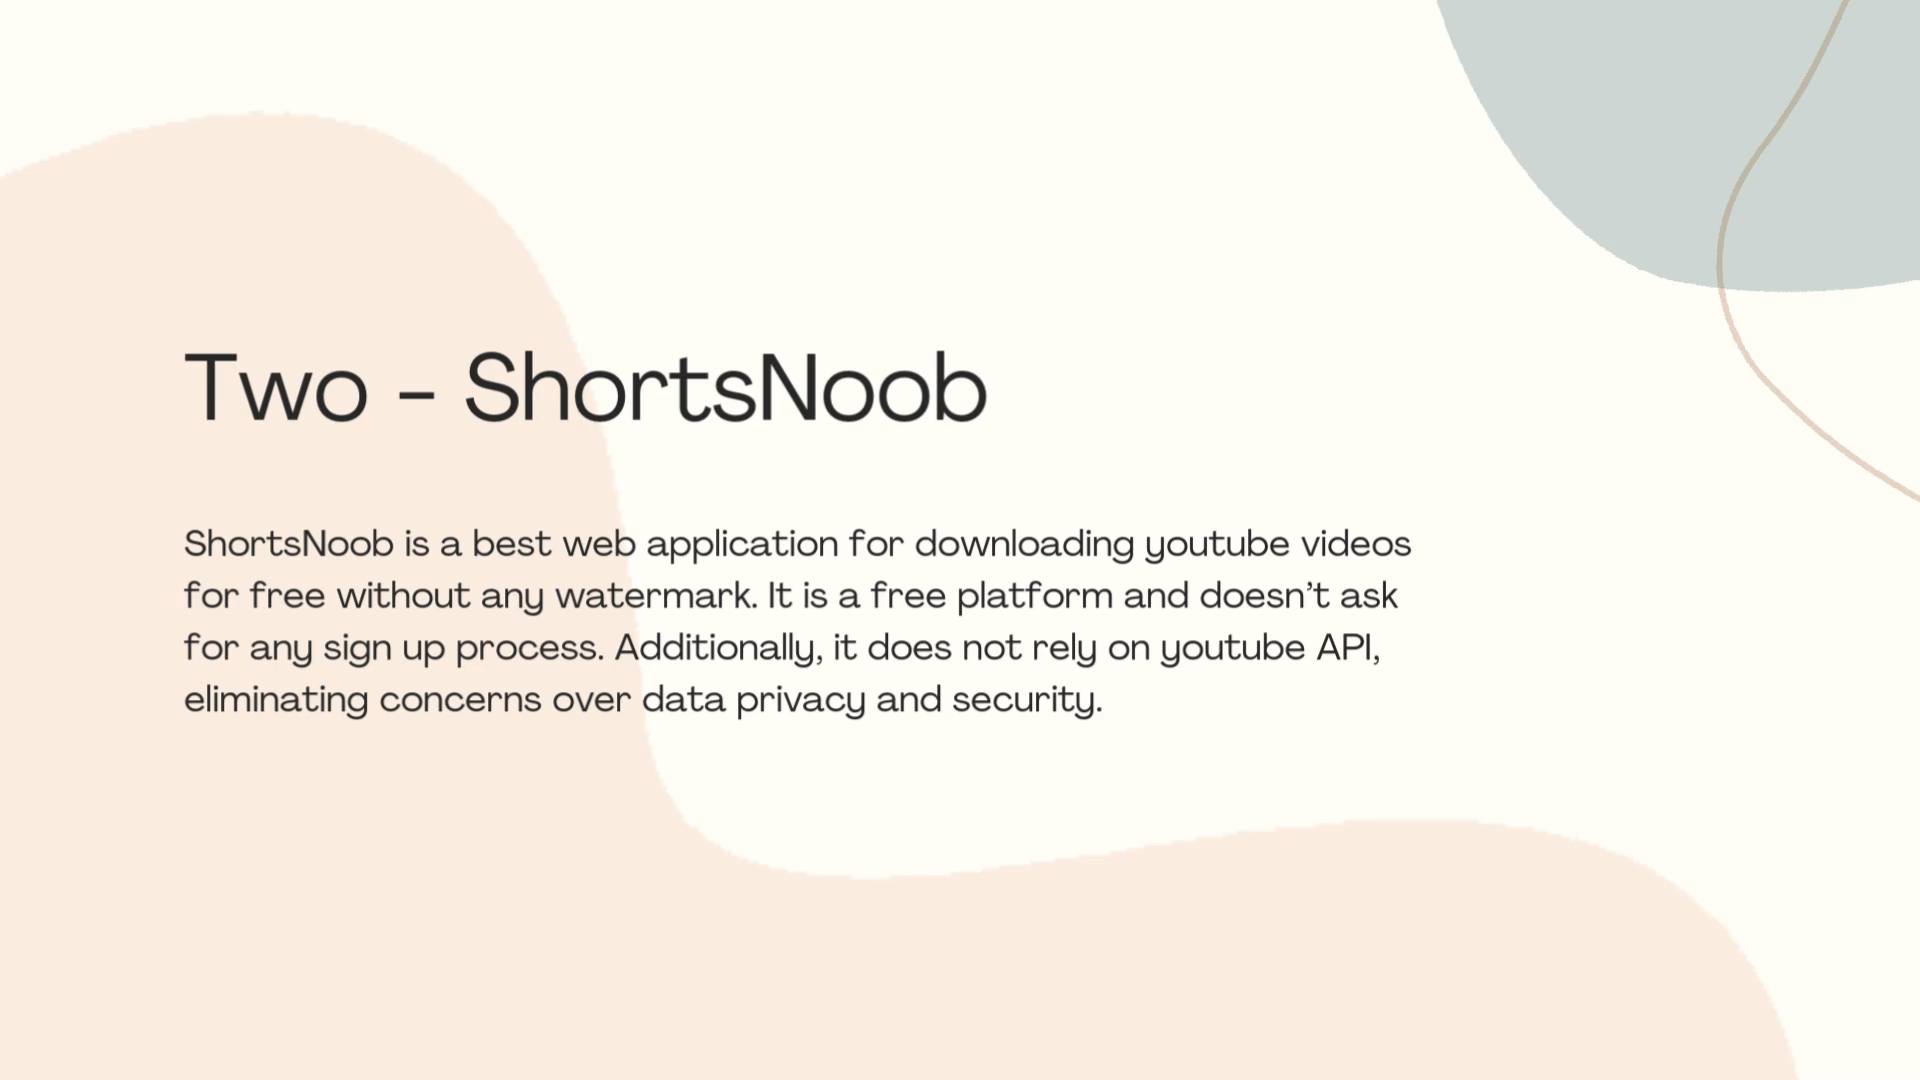 Two - ShortsNoob
ShortsNoob is a best web application for downloading youtube videos
for free without any watermark. It is a free platform and doesn't ask
for any sign up process. Additionally, it does not rely on youtube API,
eliminating concerns over data privacy and security.